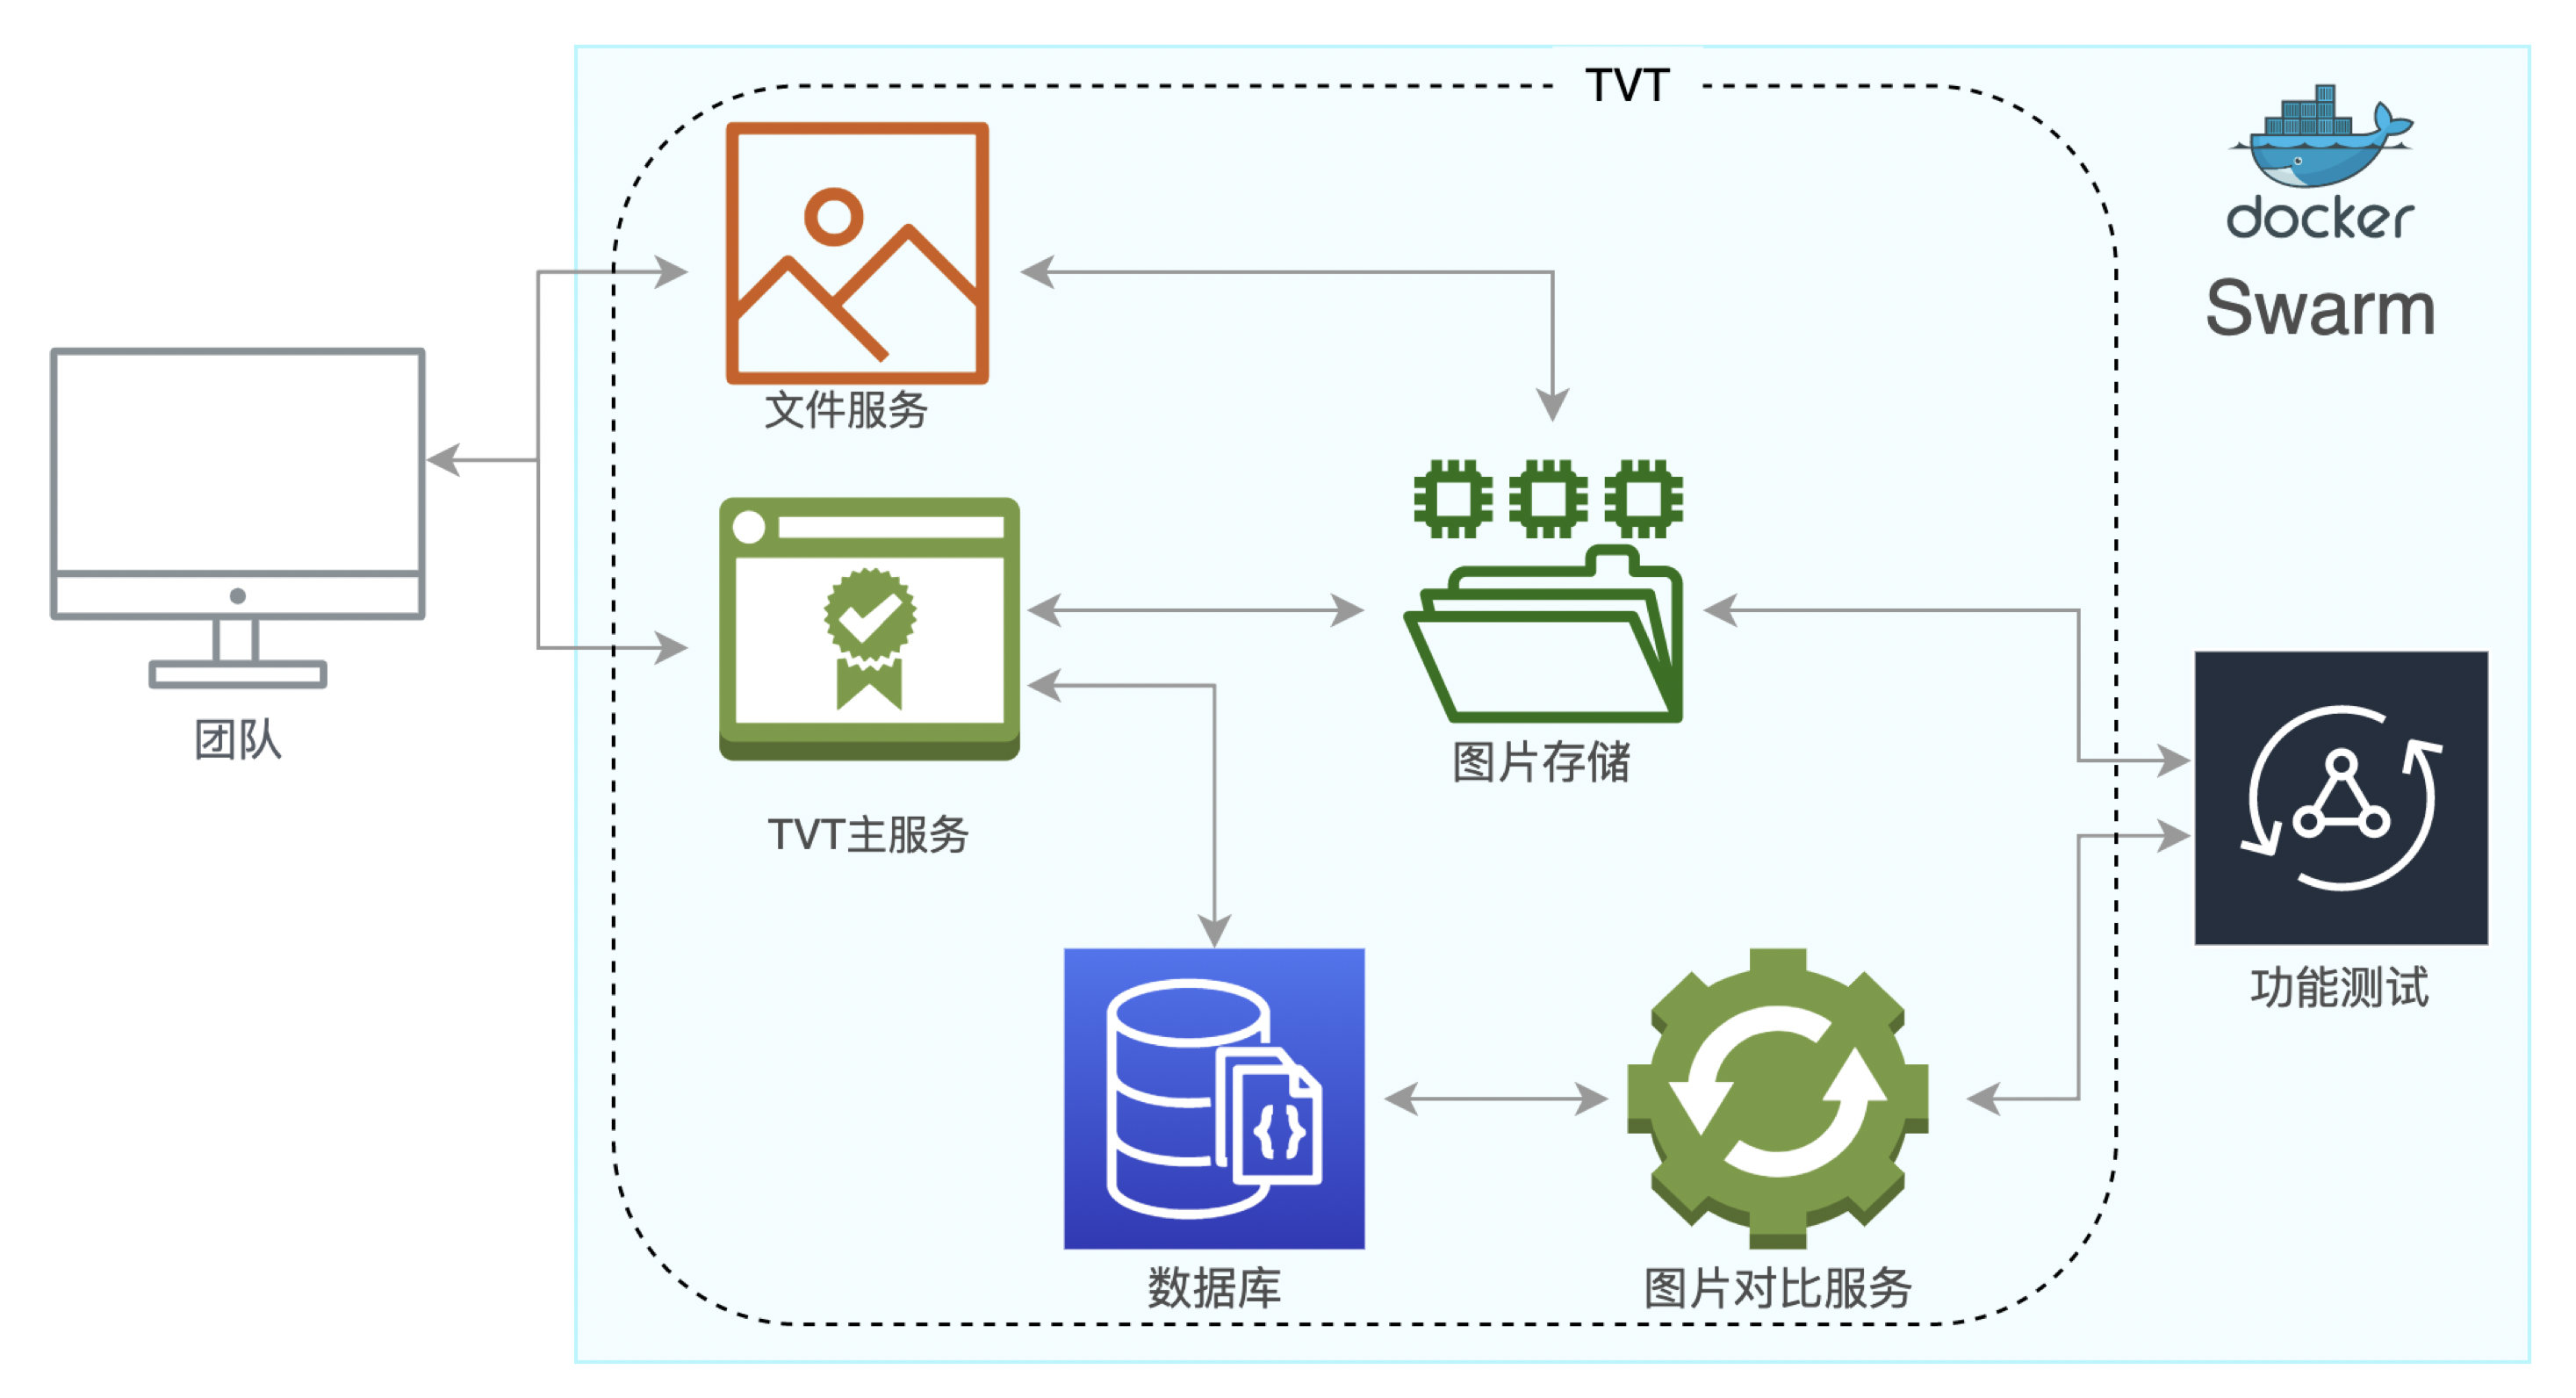 TVT
docker
Swarm
文件服务
团队
图片存储
TVT主服务
功能测试
{}
数据库
图片对比服务